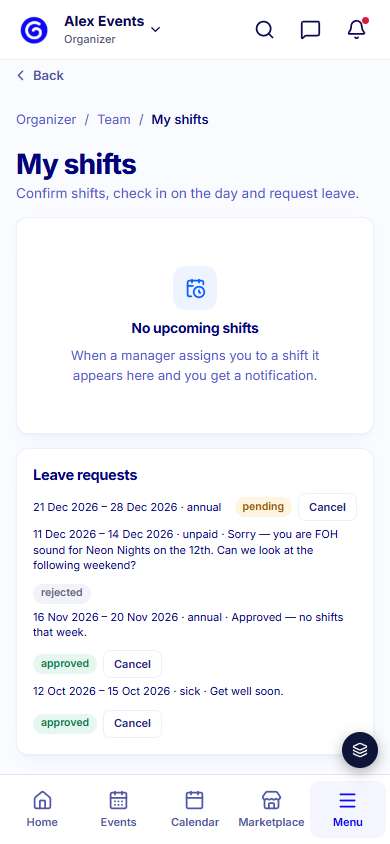 Alex Events
Organizer
Back
Organizer / Team / My shifts
My shifts
Confirm shifts, check in on the day and request leave.
No upcoming shifts
When a manager assigns you to a shift it
appears here and you get a notification.
Leave requests
21 Dec 2026 – 28 Dec 2026 · annual pending Cancel
11 Dec 2026 – 14 Dec 2026 · unpaid · Sorry — you are FOH
sound for Neon Nights on the 12th. Can we look at the
following weekend?
rejected
16 Nov 2026 – 20 Nov 2026 · annual · Approved — no shifts
that week.
approved Cancel
12 Oct 2026 – 15 Oct 2026 · sick · Get well soon.
approved Cancel
Home Events Calendar Marketplace Menu